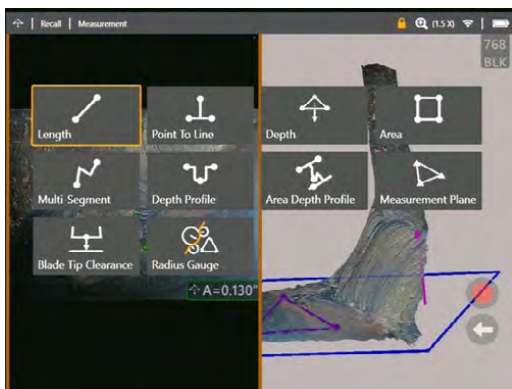 Recall | Measurement
(1.5 X)
768
BLK
Length
Point To Line
Depth
Area
Multi Segment
Depth Profile
Area Depth Profile
Measurement Plane
Blade Tip Clearance
Radius Gauge
A=0.130"